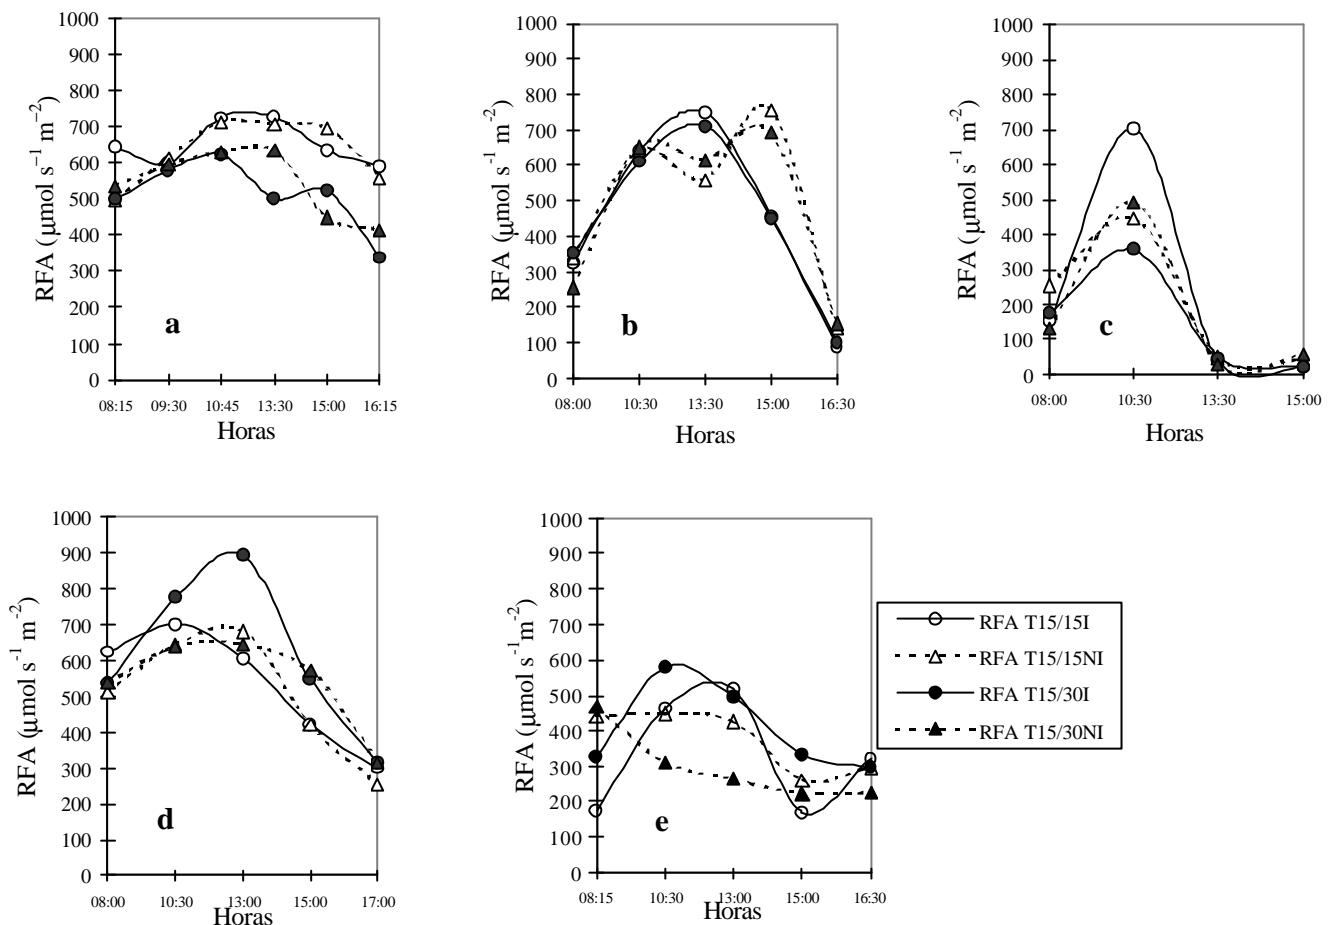 1000
900
800
700
600
500
400
300
200
100
0
RFA (μmol s⁻¹ m⁻²)
a
08:15 09:30 10:45 13:30 15:00 16:15
Horas
1000
900
800
700
600
500
400
300
200
100
0
RFA (μmol s⁻¹ m⁻²)
b
08:00 10:30 13:30 15:00 16:30
Horas
1000
900
800
700
600
500
400
300
200
100
0
RFA (μmol s⁻¹ m⁻²)
c
08:00 10:30 13:30 15:00
Horas
1000
900
800
700
600
500
400
300
200
100
0
RFA (μmol s⁻¹ m⁻²)
d
08:00 10:30 13:00 15:00 17:00
Horas
1000
900
800
700
600
500
400
300
200
100
0
RFA (μmol s⁻¹ m⁻²)
e
08:15 10:30 13:00 15:00 16:30
Horas
RFA T15/15I
RFA T15/15NI
RFA T15/30I
RFA T15/30NI